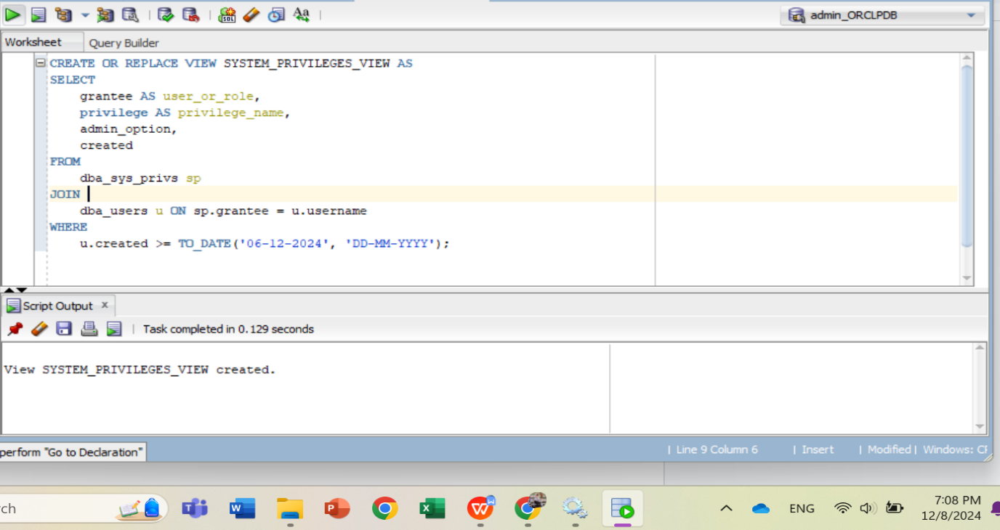 admin_ORCLPDB
Worksheet Query Builder
CREATE OR REPLACE VIEW SYSTEM_PRIVILEGES_VIEW AS
SELECT
grantee AS user_or_role,
privilege AS privilege_name,
admin_option,
created
FROM
dba_sys_privs sp
JOIN
dba_users u ON sp.grantee = u.username
WHERE
u.created >= TO_DATE('06-12-2024', 'DD-MM-YYYY');
Script Output x
| Task completed in 0.129 seconds
View SYSTEM_PRIVILEGES_VIEW created.
perform "Go to Declaration" | Line 9 Column 6 | Insert | Modified | Windows: CF
rch ENG 7:08 PM
12/8/2024